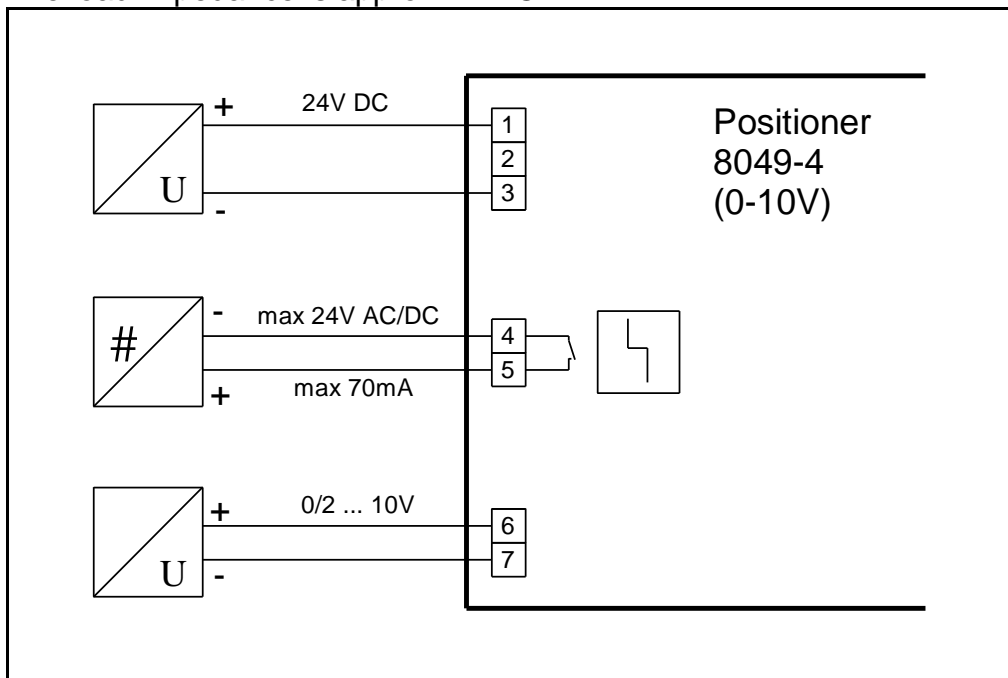 + 24V DC
U
-
1
2
3
Positioner
8049-4
(0-10V)
#
- max 24V AC/DC
+ max 70mA
4
5
+ 0/2 ... 10V
U
-
6
7